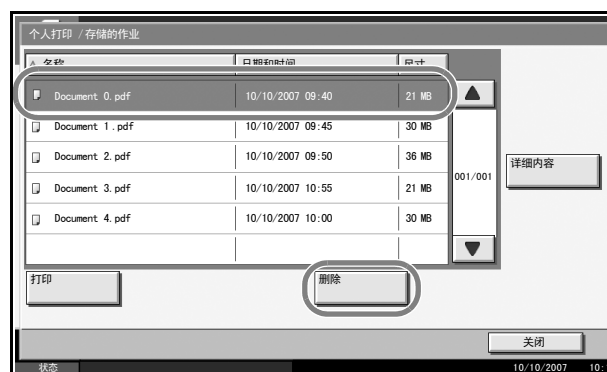 个人打印 /存储的作业
名称 日期和时间 尺寸
Document 0.pdf 10/10/2007 09:40 21 MB
Document 1.pdf 10/10/2007 09:45 30 MB
Document 2.pdf 10/10/2007 09:50 36 MB
Document 3.pdf 10/10/2007 10:55 21 MB
Document 4.pdf 10/10/2007 10:00 30 MB
001/001
详细内容
打印 删除
关闭
状态 10/10/2007 10: